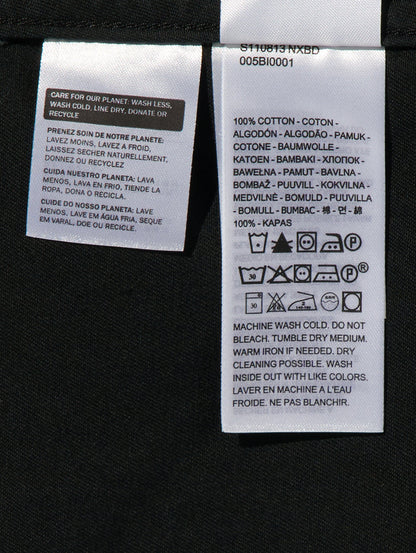 CARE FOR OUR PLANET: WASH LESS,
WASH COLD, LINE DRY, DONATE OR
RECYCLE
PRENEZ SOIN DE NOTRE PLANETE:
LAVEZ MOINS, LAVEZ A FROID,
LAISSEZ SECHER NATURELLEMENT,
DONNEZ OU RECYCLEZ
CUIDA NUESTRO PLANETA: LAVA
MENOS, LAVA EN FRIO, TIENDE LA
ROPA, DONA O RECICLA.
CUIDE DO NOSSO PLANETA: LAVE
MENOS, LAVE EM ÁGUA FRIA, SEQUE
EM VARAL, DOE OU RECICLE.
S110813 NXBD
005BI0001
100% COTTON - COTON -
ALGODÓN - ALGODÃO - PAMUK -
COTONE - BAUMWOLLE -
KATOEN - ΒΑΜΒΑΚΙ - ХЛОПОК -
BAWEŁNA - PAMUT - BAVLNA -
BOMBAŽ - PUUVILL - KOKVILNA -
MEDVILNĖ - BOMULD - PUUVILLA
- BOMULL - BUMBAC - 棉 - 면 - 綿
100% - KAPAS
P
30 P ®
30
MACHINE WASH COLD. DO NOT
BLEACH. TUMBLE DRY MEDIUM.
WARM IRON IF NEEDED. DRY
CLEANING POSSIBLE. WASH
INSIDE OUT WITH LIKE COLORS.
LAVER EN MACHINE A L'EAU
FROIDE. NE PAS BLANCHIR.